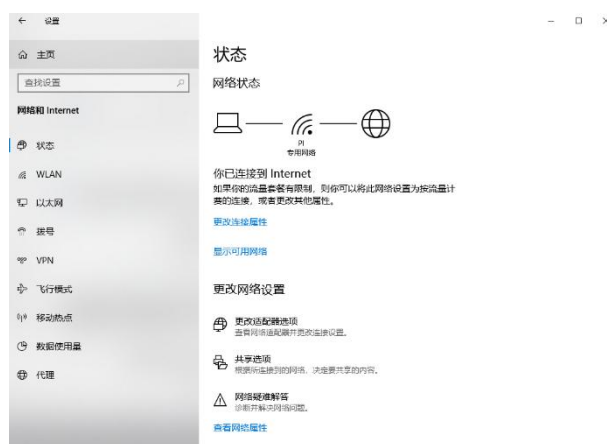 设置
主页
查找设置
网络和 Internet
状态
WLAN
以太网
拨号
VPN
飞行模式
移动热点
数据使用量
代理
状态
网络状态
PI
专用网络
你已连接到 Internet
如果你的流量套餐有限制，则你可以将此网络设置为按流量计
费的连接，或者更改其他属性。
更改连接属性
显示可用网络
更改网络设置
更改适配器选项
查看网络适配器并更改连接设置。
共享选项
根据所连接到的网络，决定要共享的内容。
网络疑难解答
诊断并解决网络问题。
查看网络属性